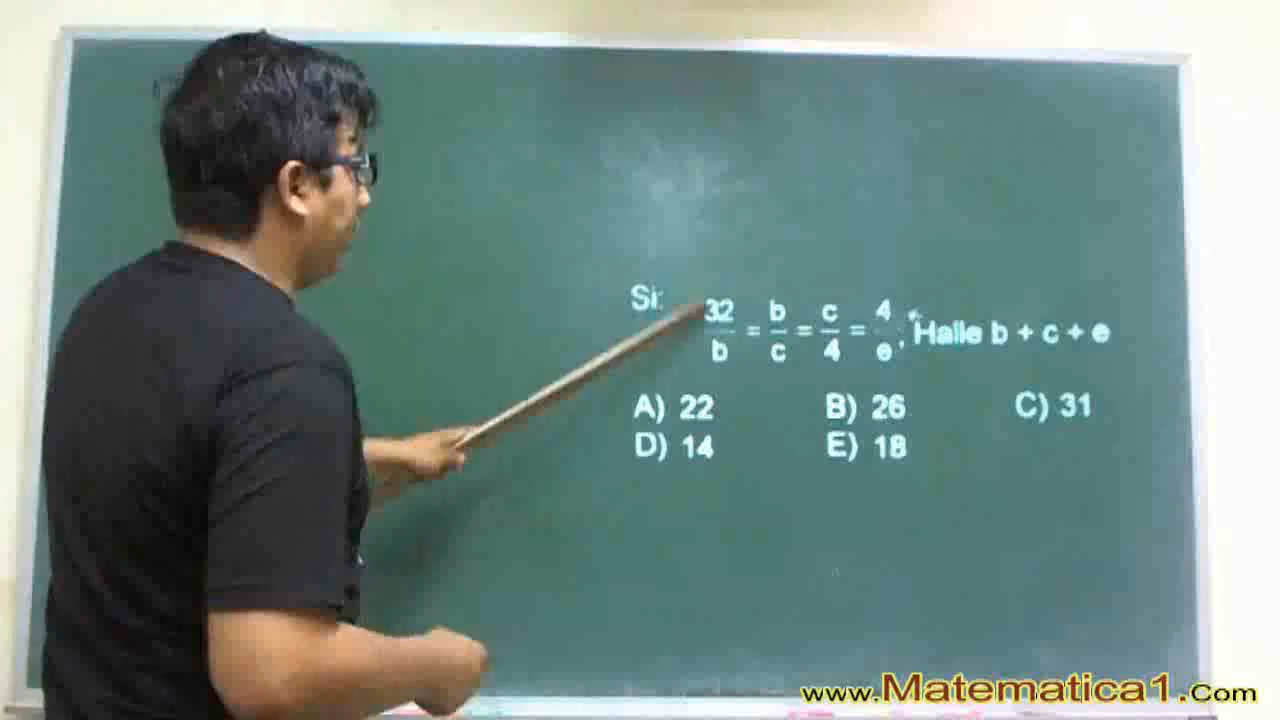 Si:
32 = b = c = 4 , Halle b + c + e
b c 4 e
A) 22 B) 26 C) 31
D) 14 E) 18
www.Matematica1.Com